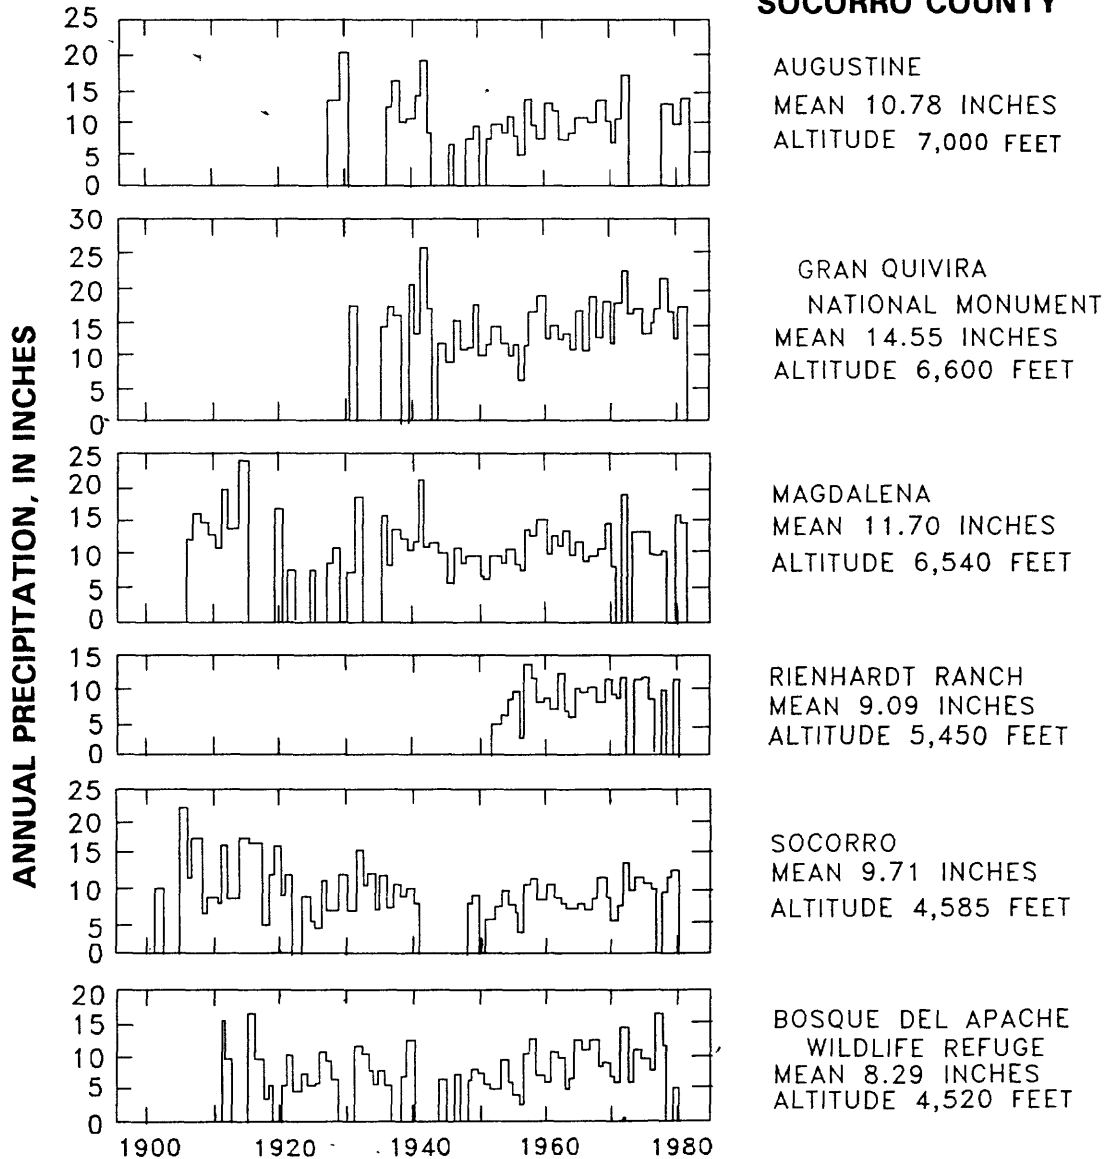 SOCORRO COUNTY
ANNUAL PRECIPITATION, IN INCHES
25
20
15
10
5
0
AUGUSTINE
MEAN 10.78 INCHES
ALTITUDE 7,000 FEET
30
25
20
15
10
5
0
GRAN QUIVIRA
NATIONAL MONUMENT
MEAN 14.55 INCHES
ALTITUDE 6,600 FEET
25
20
15
10
5
0
MAGDALENA
MEAN 11.70 INCHES
ALTITUDE 6,540 FEET
15
10
5
0
RIENHARDT RANCH
MEAN 9.09 INCHES
ALTITUDE 5,450 FEET
25
20
15
10
5
0
SOCORRO
MEAN 9.71 INCHES
ALTITUDE 4,585 FEET
20
15
10
5
0
BOSQUE DEL APACHE
WILDLIFE REFUGE
MEAN 8.29 INCHES
ALTITUDE 4,520 FEET
1900 1920 1940 1960 1980